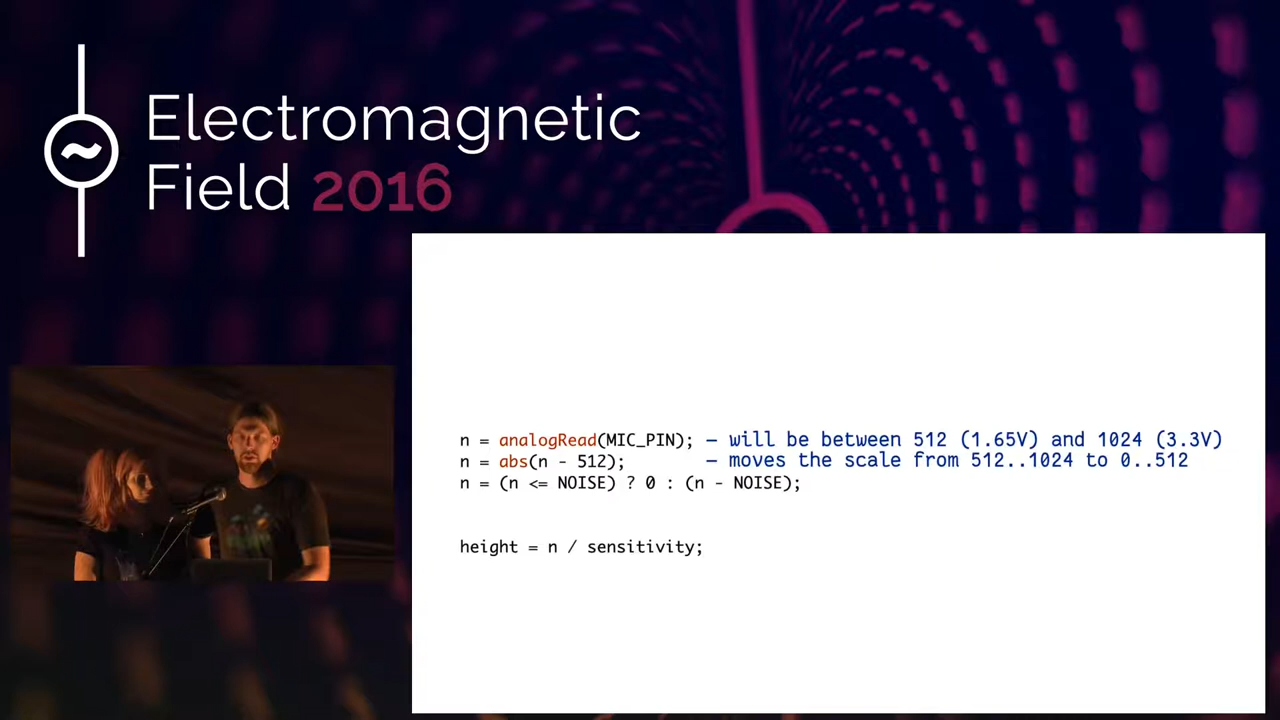 Electromagnetic
Field 2016
n = analogRead(MIC_PIN); – will be between 512 (1.65V) and 1024 (3.3V)
n = abs(n - 512); – moves the scale from 512..1024 to 0..512
n = (n <= NOISE) ? 0 : (n - NOISE);
height = n / sensitivity;